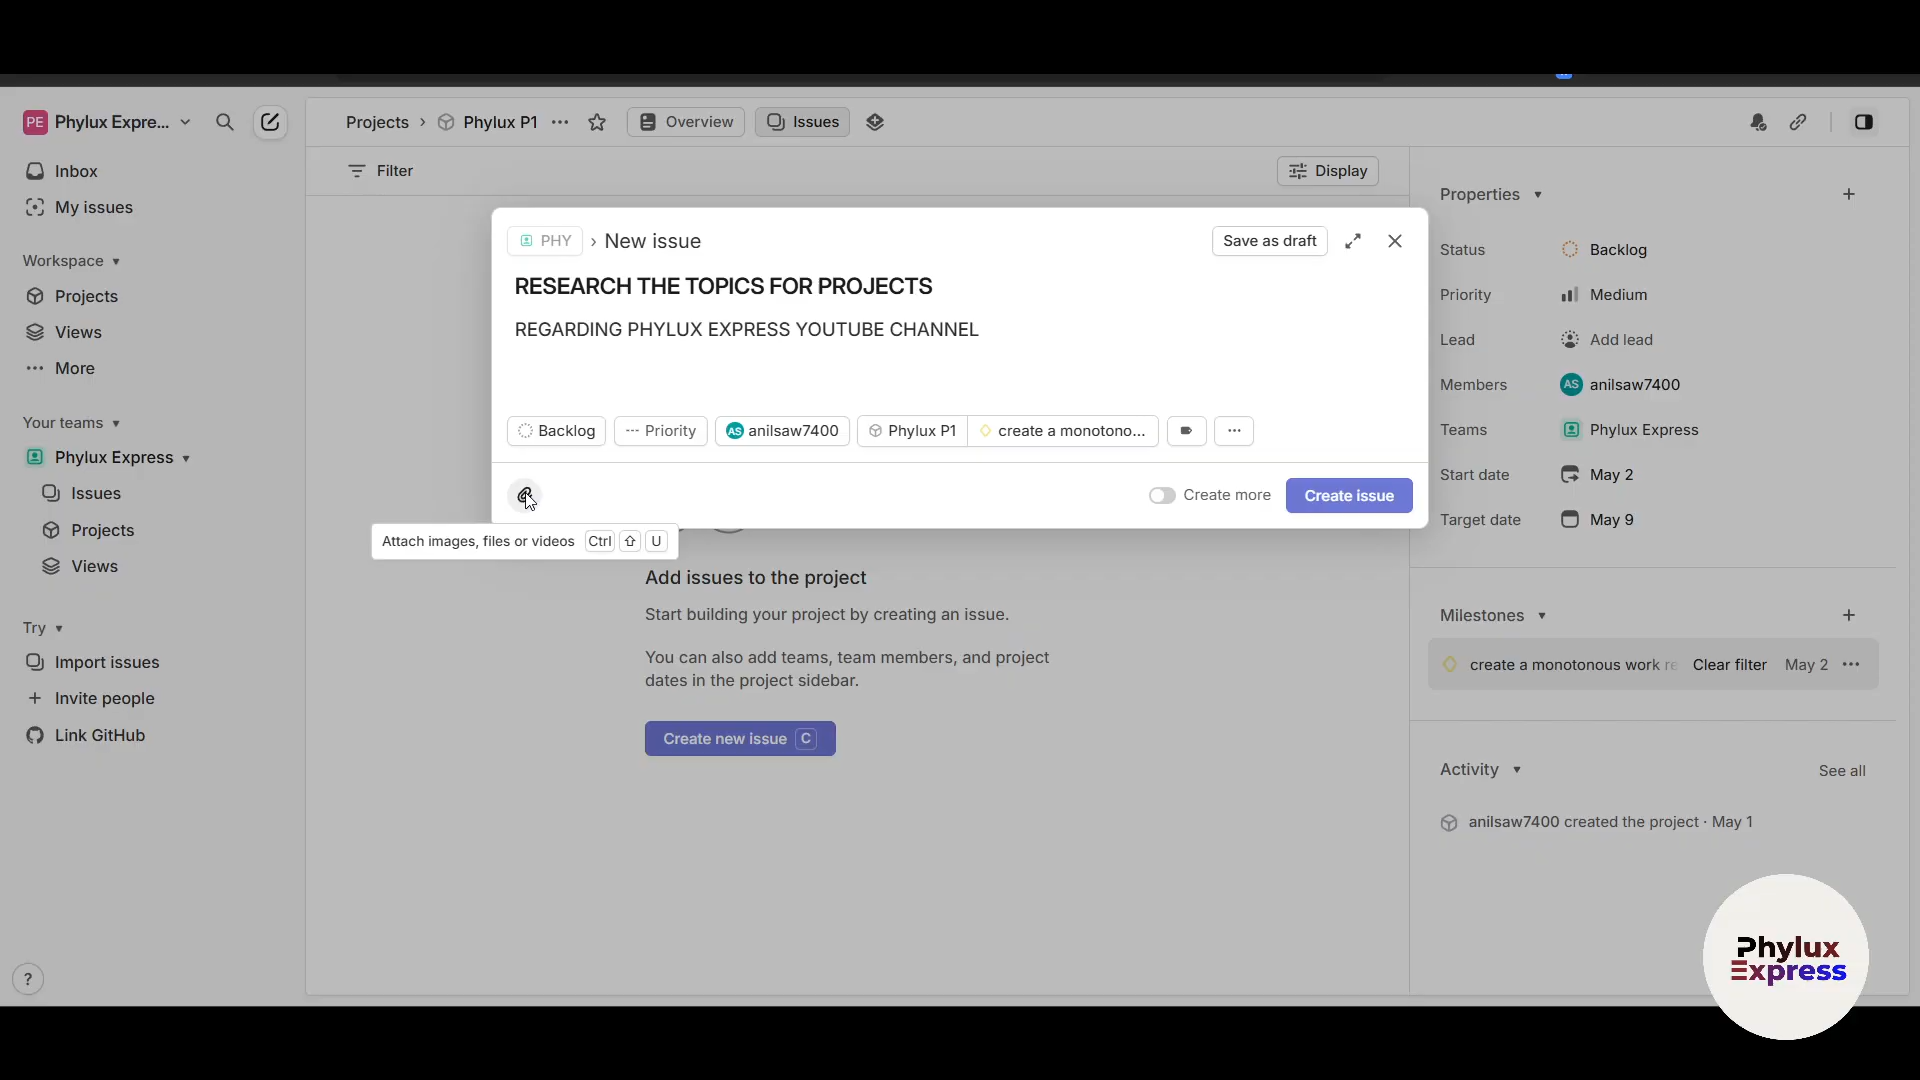 PE Phylux Expre...
Inbox
My issues
Workspace
Projects
Views
More
Your teams
Phylux Express
Issues
Projects
Views
Try
Import issues
Invite people
Link GitHub
?
Projects › Phylux P1 ... Overview Issues
Filter
Display
PHY › New issue
Save as draft
RESEARCH THE TOPICS FOR PROJECTS
REGARDING PHYLUX EXPRESS YOUTUBE CHANNEL
Backlog --- Priority AS anilsaw7400 Phylux P1 create a monotono... ...
Create more Create issue
Attach images, files or videos Ctrl ⇧ U
Add issues to the project
Start building your project by creating an issue.
You can also add teams, team members, and project
dates in the project sidebar.
Create new issue C
Properties
Status Backlog
Priority Medium
Lead Add lead
Members AS anilsaw7400
Teams Phylux Express
Start date May 2
Target date May 9
Milestones
create a monotonous work re Clear filter May 2 ...
Activity See all
anilsaw7400 created the project · May 1
Phylux
Express